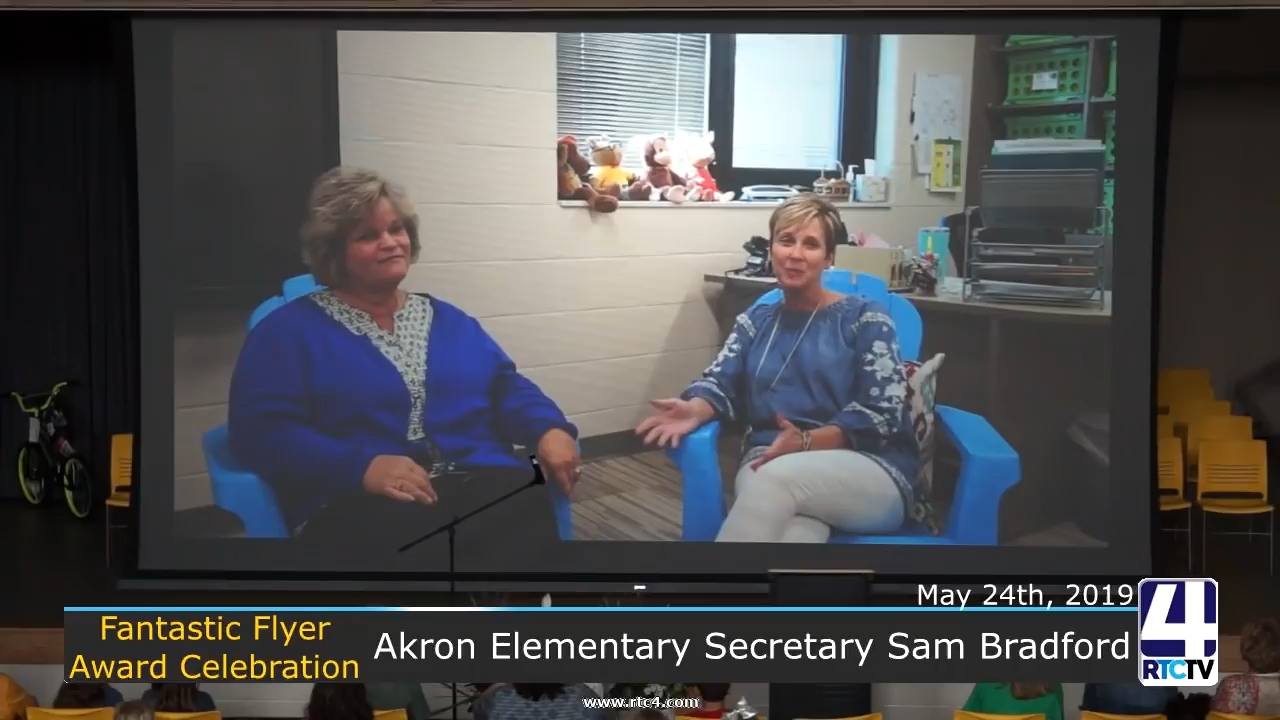 May 24th, 2019
Fantastic Flyer
Award Celebration
Akron Elementary Secretary Sam Bradford
4
RTCTV
www.rtc4.com